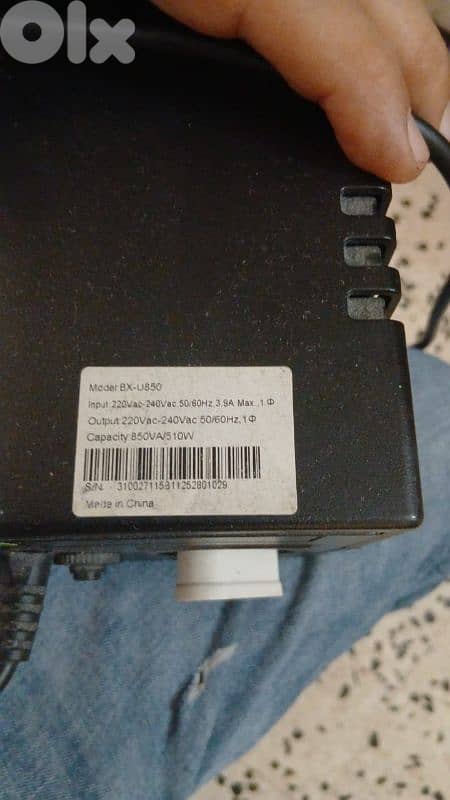 Olx
Model BX-U850
Input 220Vac-240Vac 50/60Hz,3.9A Max.,1Φ
Output 220Vac-240Vac 50/60Hz,1Φ
Capacity 850VA/510W
S/N: 310027115811252801029
Made in China